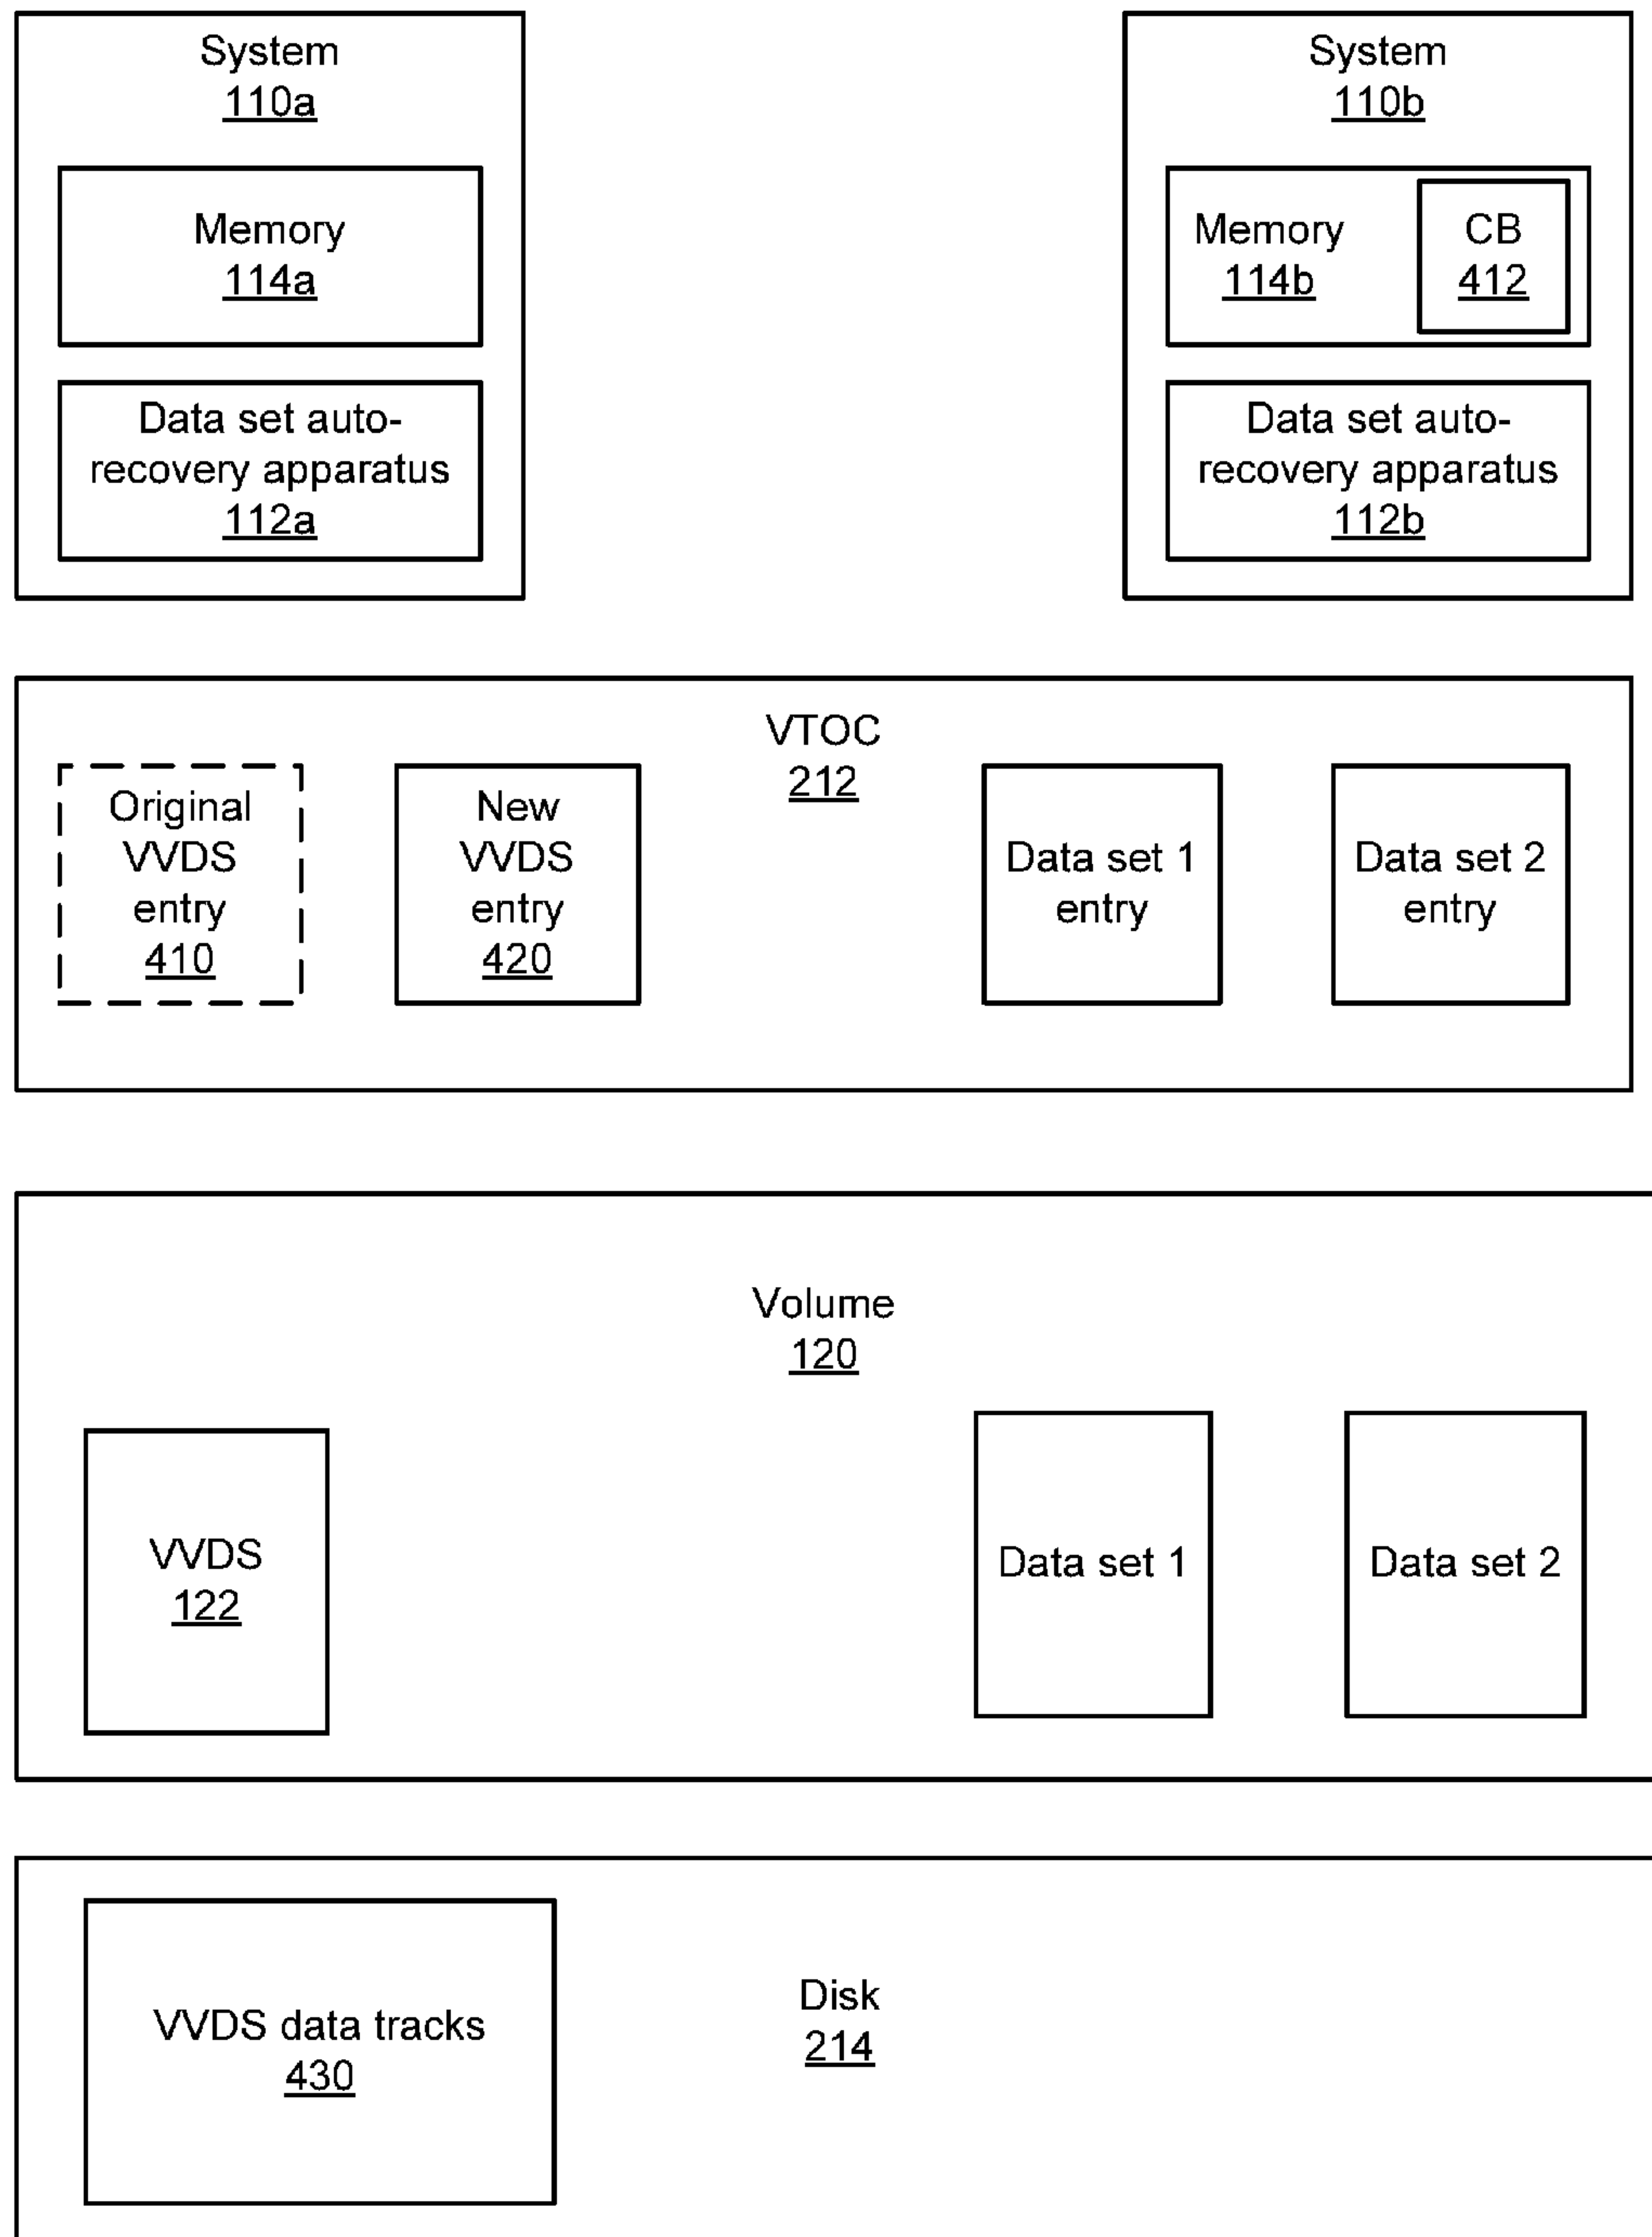 System
110a
Memory
114a
Data set auto-
recovery apparatus
112a
System
110b
Memory
114b
CB
412
Data set auto-
recovery apparatus
112b
VTOC
212
Original
VVDS
entry
410
New
VVDS
entry
420
Data set 1
entry
Data set 2
entry
Volume
120
VVDS
122
Data set 1
Data set 2
Disk
214
VVDS data tracks
430